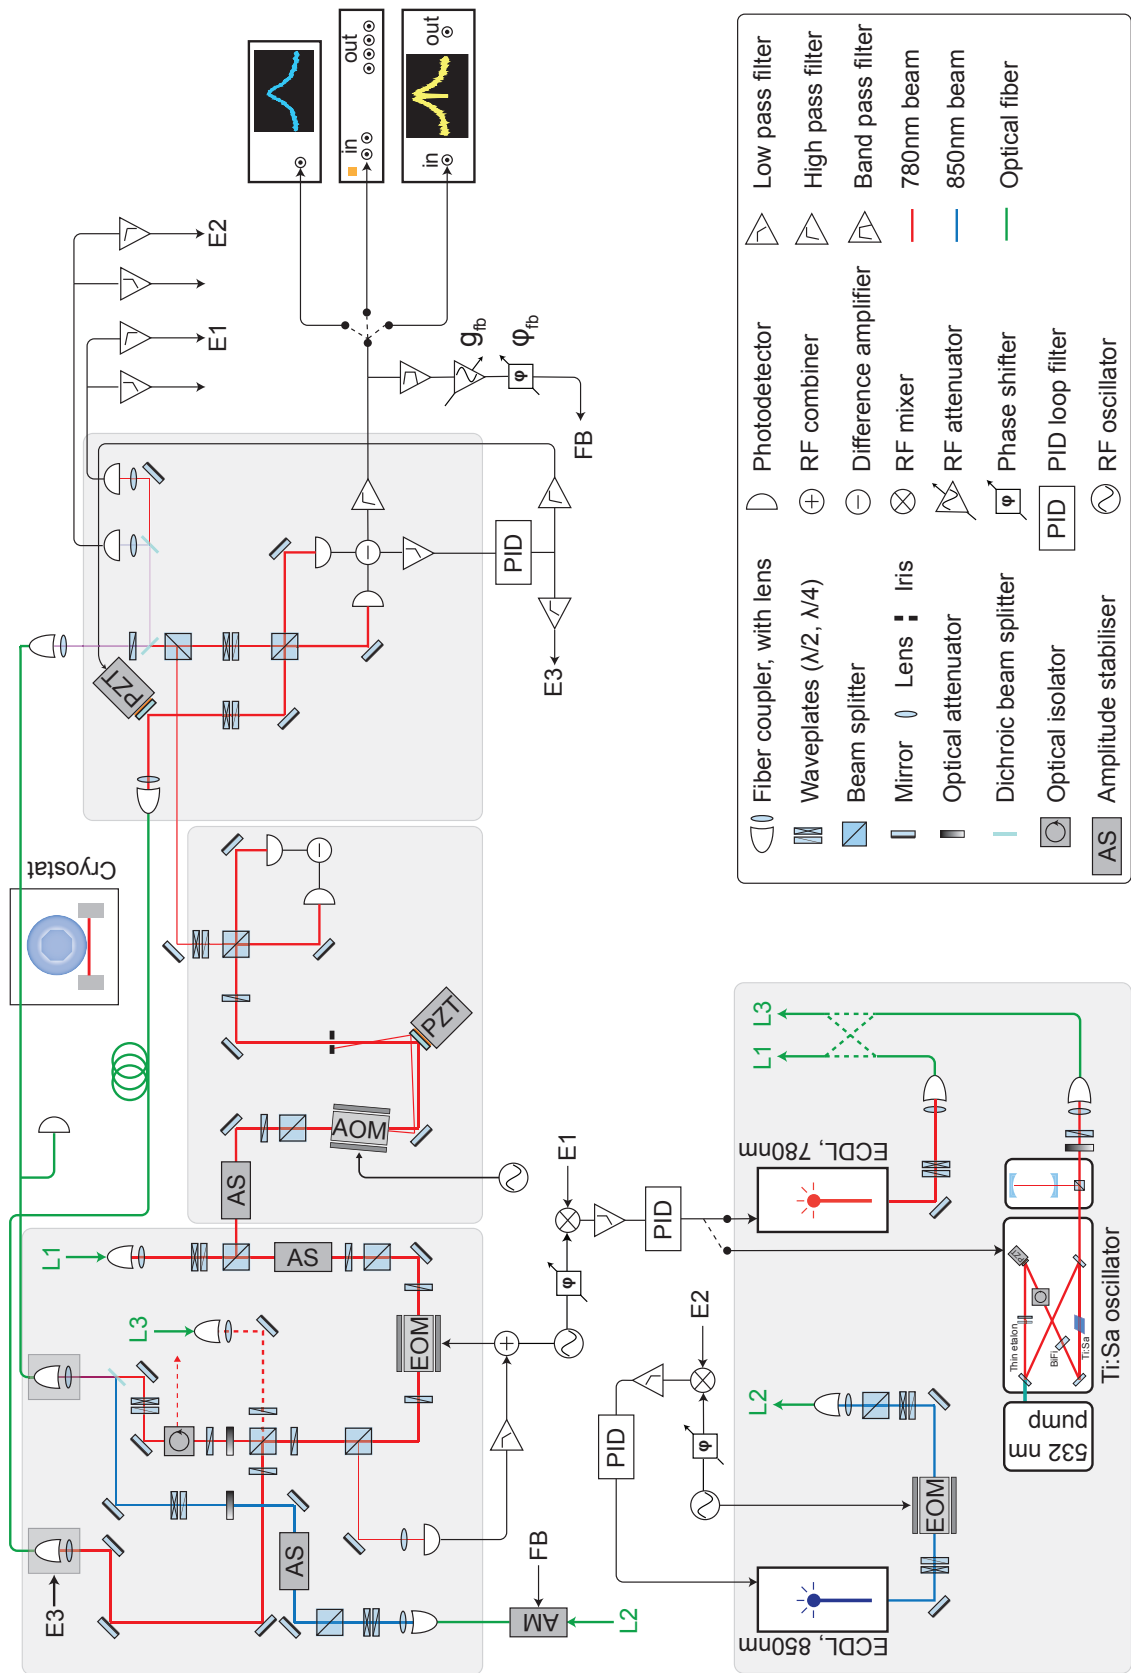 E2
E1
in
out
in
out
g_fb
φ_fb
φ
FB
PZT
PID
E3
Cryostat
PZT
AOM
AS
L1
AS
L3
EOM
E3
AS
FB
AM
L2
E1
φ
PID
E2
φ
PID
ECDL, 850nm
EOM
L2
ECDL, 780nm
L1
L3
532 nm
pump
Thin etalon
PZT
BiFi
Ti:Sa
Ti:Sa oscillator
Fiber coupler, with lens
Waveplates (λ/2, λ/4)
Beam splitter
Mirror
Lens
Iris
Optical attenuator
Dichroic beam splitter
Optical isolator
AS
Amplitude stabiliser
Photodetector
RF combiner
Difference amplifier
RF mixer
RF attenuator
φ
Phase shifter
PID
PID loop filter
RF oscillator
Low pass filter
High pass filter
Band pass filter
780nm beam
850nm beam
Optical fiber